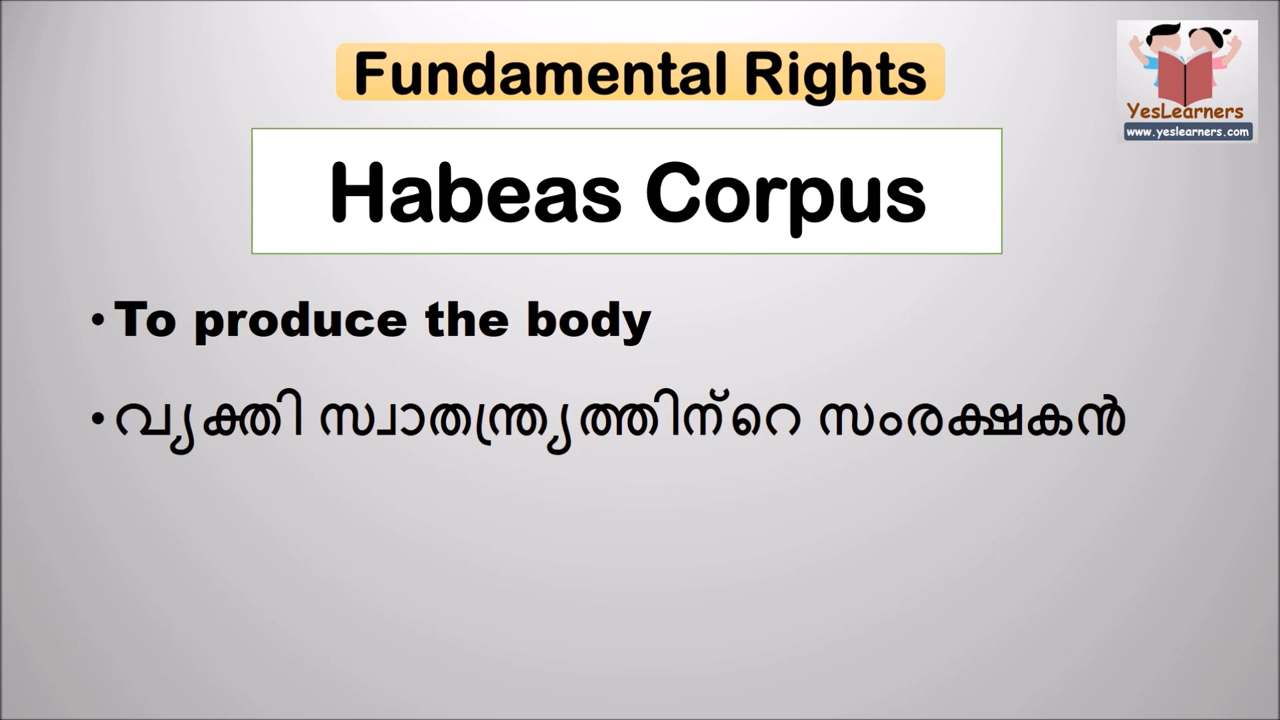 Fundamental Rights
YesLearners
www.yeslearners.com
Habeas Corpus
• To produce the body
• വ്യക്തി സ്വാതന്ത്ര്യത്തിന്റെ സംരക്ഷകൻ